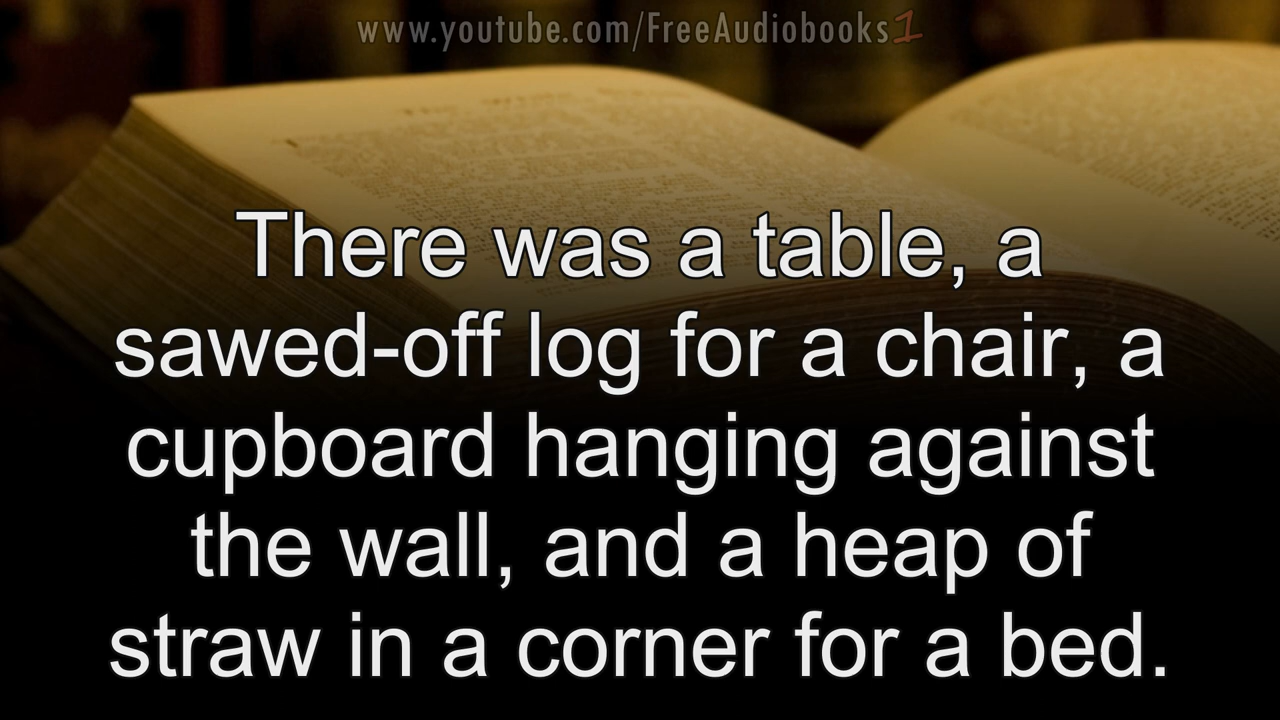 www.youtube.com/FreeAudiobooks1
There was a table, a
sawed-off log for a chair, a
cupboard hanging against
the wall, and a heap of
straw in a corner for a bed.